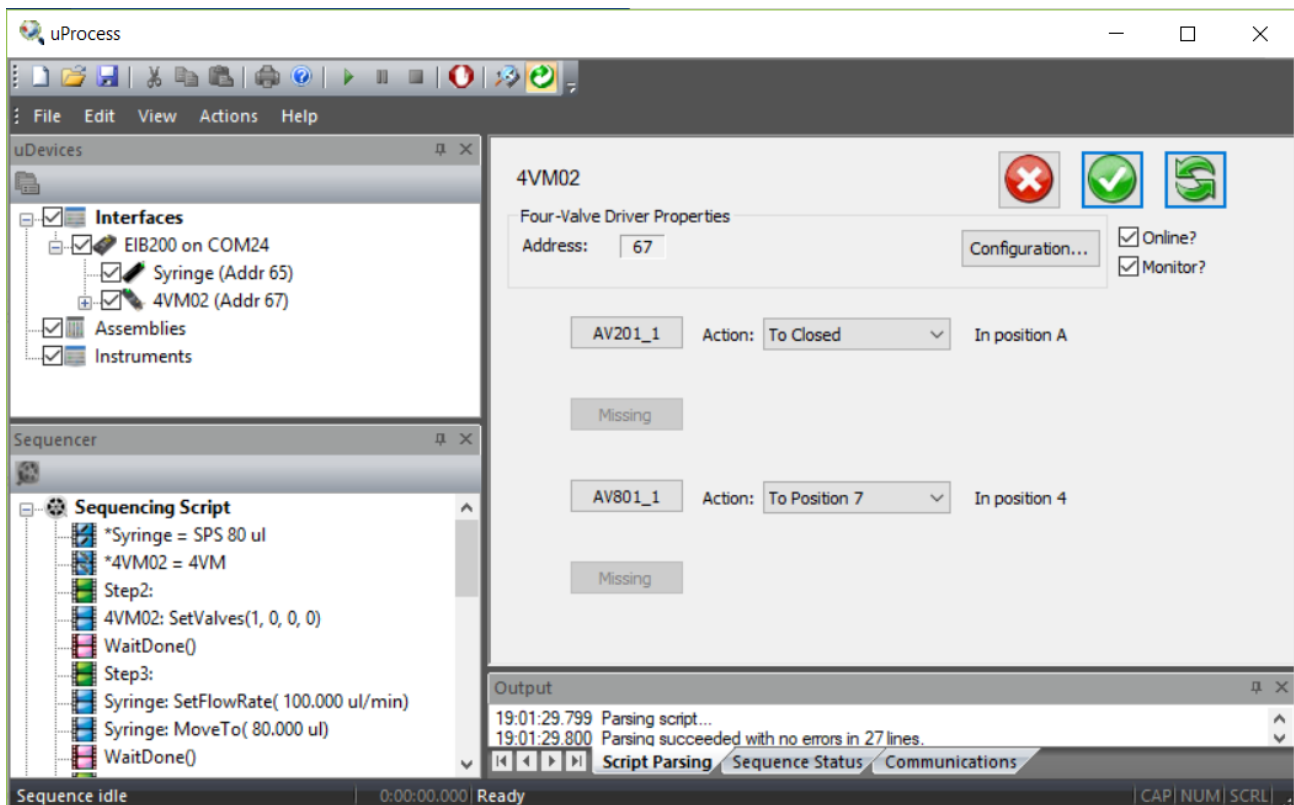 uProcess
File Edit View Actions Help
uDevices
Interfaces
EIB200 on COM24
Syringe (Addr 65)
4VM02 (Addr 67)
Assemblies
Instruments
Sequencer
Sequencing Script
*Syringe = SPS 80 ul
*4VM02 = 4VM
Step2:
4VM02: SetValves(1, 0, 0, 0)
WaitDone()
Step3:
Syringe: SetFlowRate( 100.000 ul/min)
Syringe: MoveTo( 80.000 ul)
WaitDone()
4VM02
Four-Valve Driver Properties
Address: 67 Configuration... Online?
Monitor?
AV201_1 Action: To Closed In position A
Missing
AV801_1 Action: To Position 7 In position 4
Missing
Output
19:01:29.799 Parsing script...
19:01:29.800 Parsing succeeded with no errors in 27 lines.
Script Parsing Sequence Status Communications
Sequence idle 0:00:00.000 Ready CAP NUM SCRL